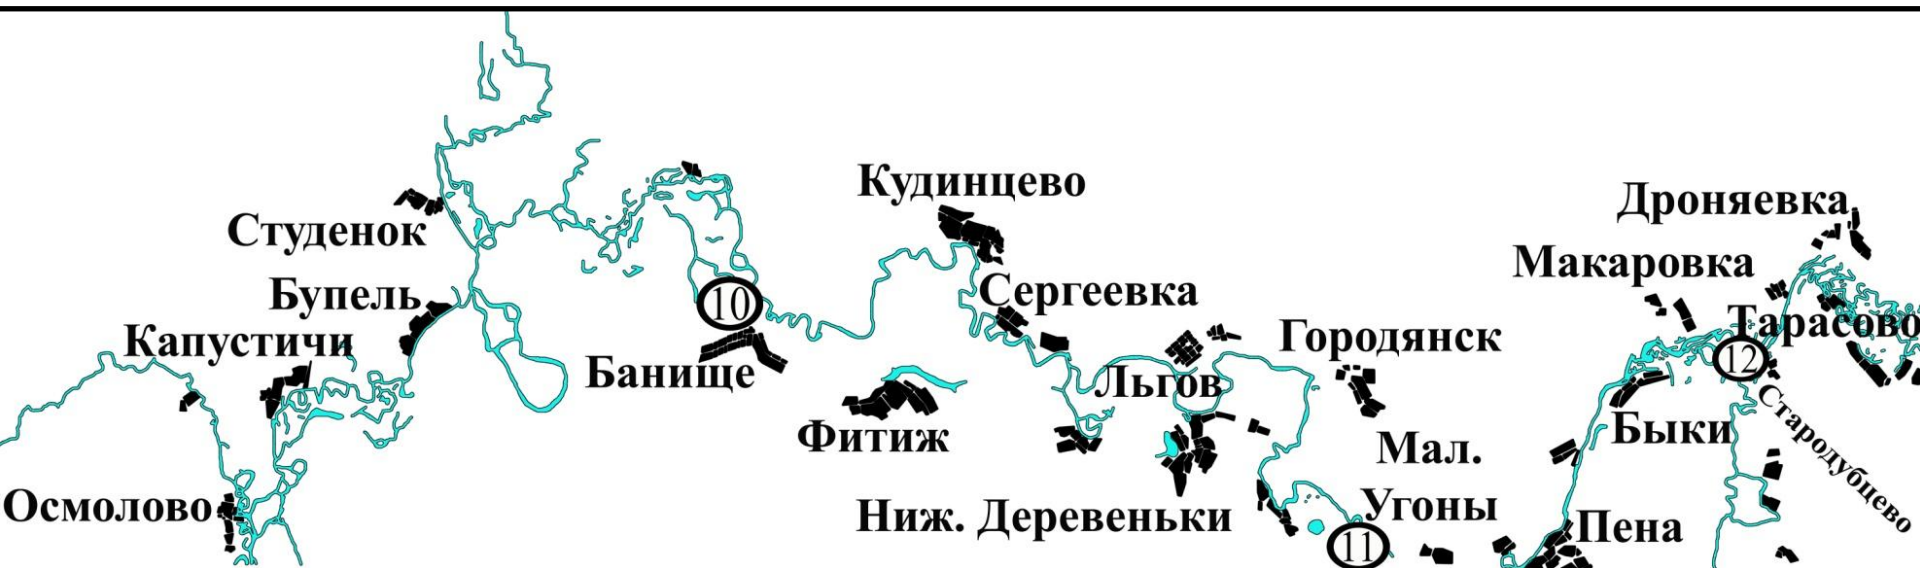 Кудинцево
Дроняевка
Студенок
Макаровка
Бупель
Сергеевка
10
Тарасово
Капустичи
Городянск
12
Банище
Льгов
Стародубцево
Фитиж
Быки
Мал.
Угоны
Осмолово
Ниж. Деревеньки
Пена
11